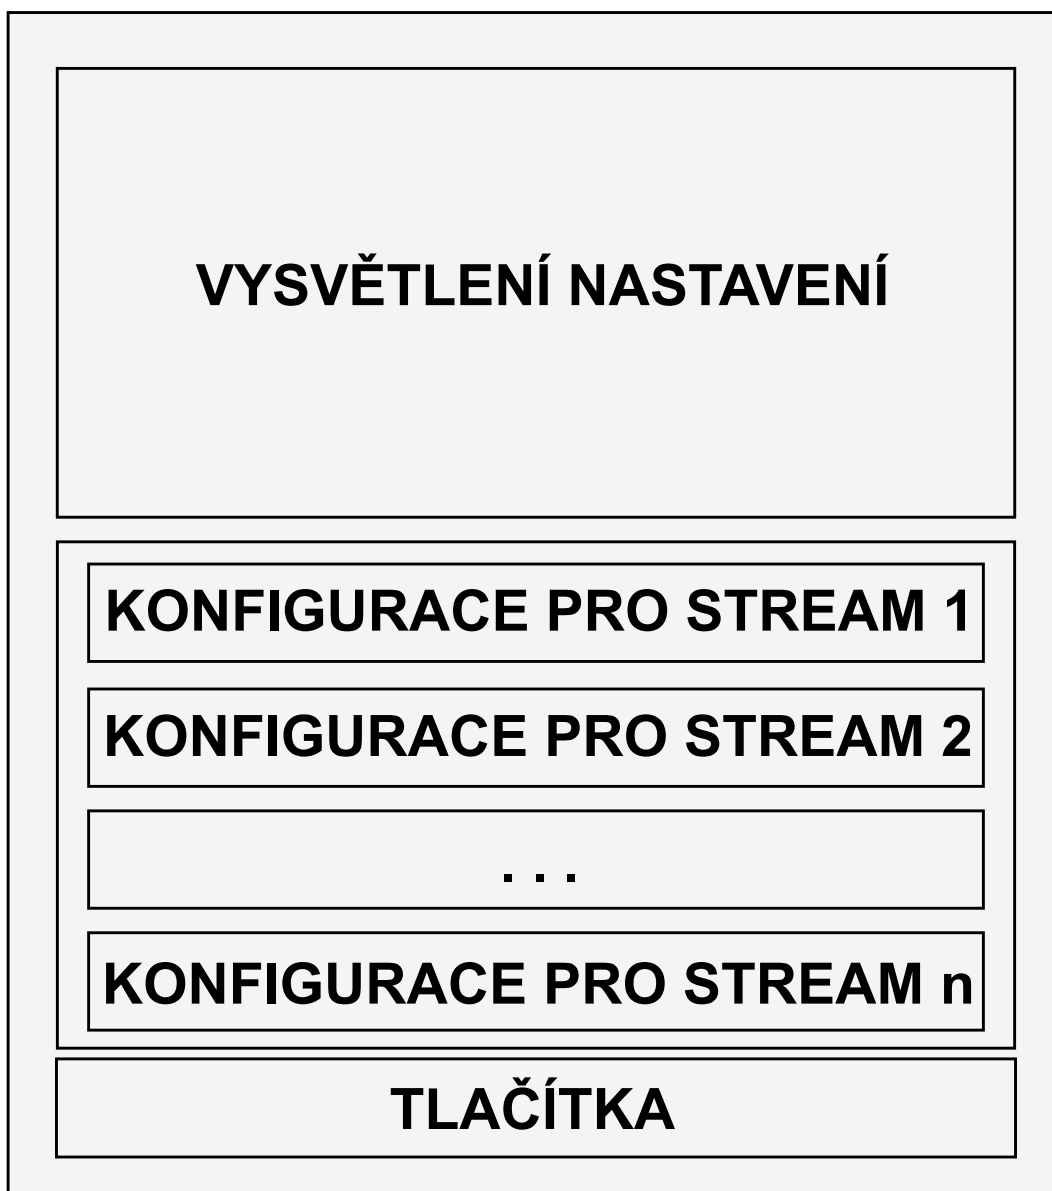 VYSVĚTLENÍ NASTAVENÍ
KONFIGURACE PRO STREAM 1
KONFIGURACE PRO STREAM 2
. . .
KONFIGURACE PRO STREAM n
TLAČÍTKA